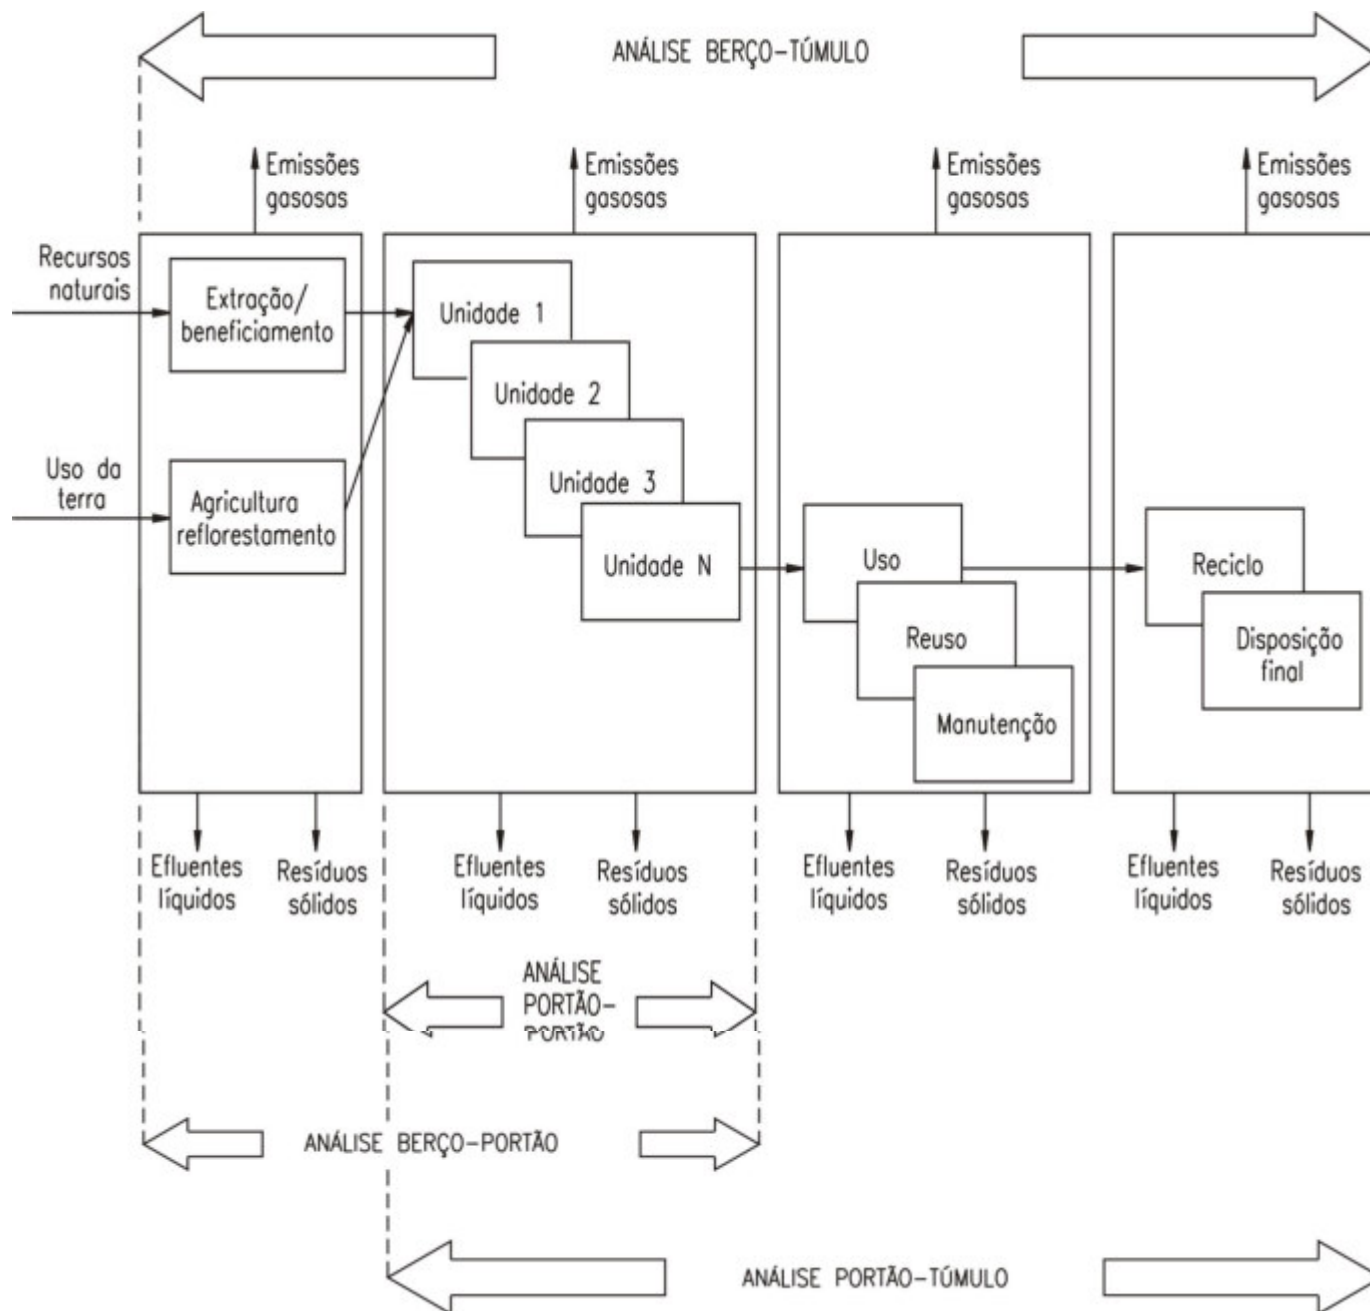 ANÁLISE BERÇO-TÚMULO
Emissões
gasosas
Emissões
gasosas
Emissões
gasosas
Emissões
gasosas
Recursos
naturais
Extração/
beneficiamento
Uso da
terra
Agricultura
reflorestamento
Unidade 1
Unidade 2
Unidade 3
Unidade N
Uso
Reuso
Manutenção
Reciclo
Disposição
final
Efluentes
líquidos
Resíduos
sólidos
Efluentes
líquidos
Resíduos
sólidos
Efluentes
líquidos
Resíduos
sólidos
Efluentes
líquidos
Resíduos
sólidos
ANÁLISE
PORTÃO-
PORTÃO
ANÁLISE BERÇO-PORTÃO
ANÁLISE PORTÃO-TÚMULO